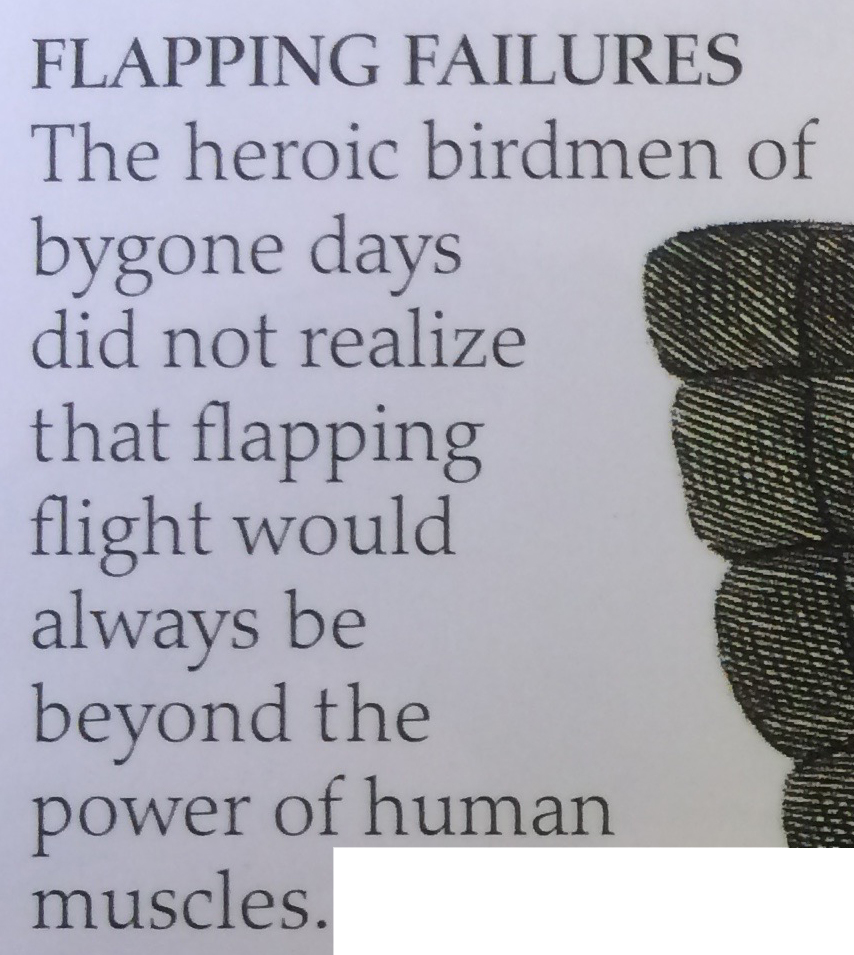 FLAPPING FAILURES
The heroic birdmen of
bygone days
did not realize
that flapping
flight would
always be
beyond the
power of human
muscles.